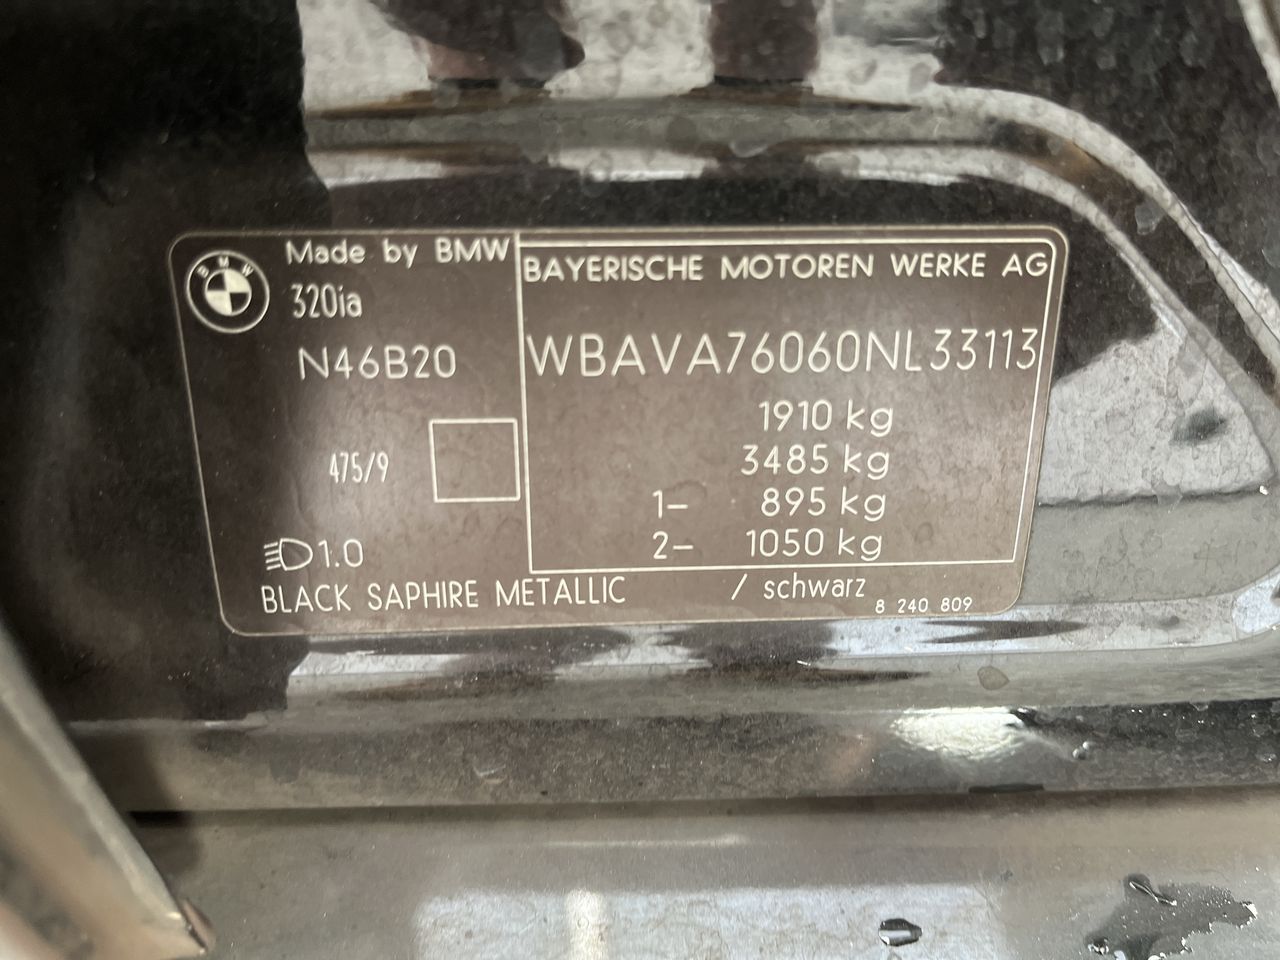 BMW
Made by BMW
320ia
N46B20
475/9
1.0
BAYERISCHE MOTOREN WERKE AG
WBAVA76060NL33113
1910 kg
3485 kg
1- 895 kg
2- 1050 kg
BLACK SAPHIRE METALLIC / schwarz
8 240 809